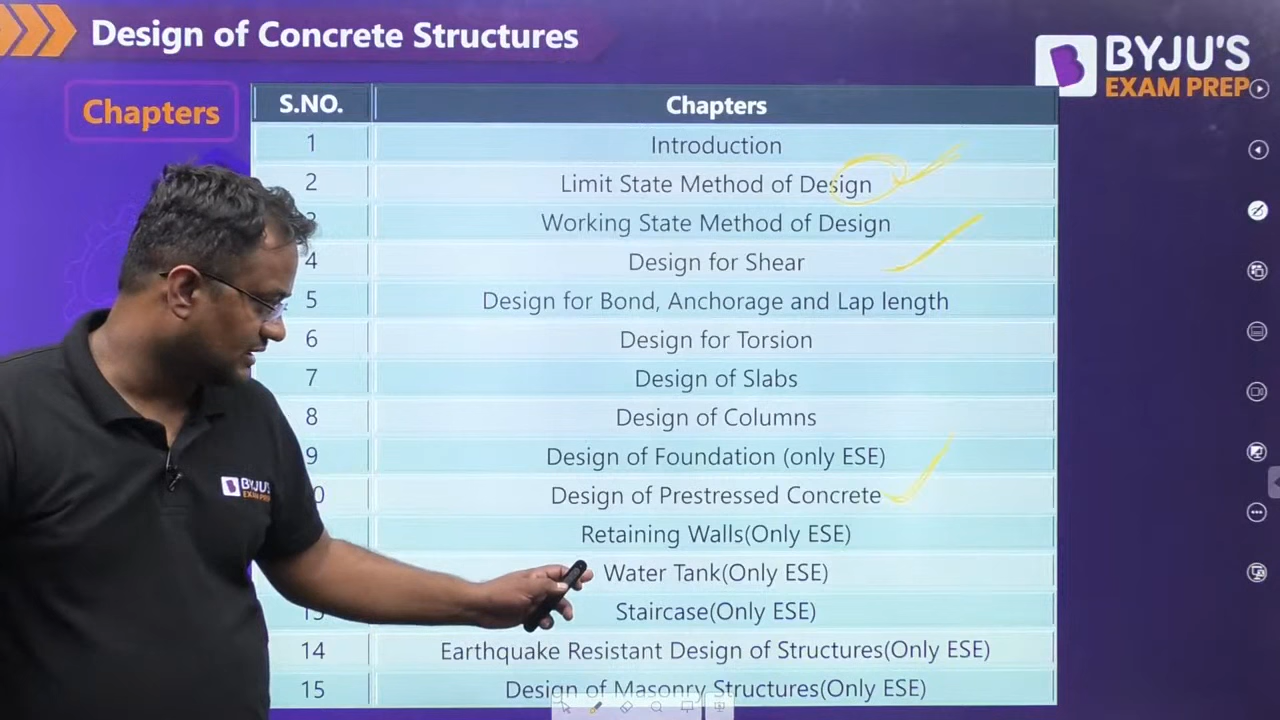 Design of Concrete Structures
BYJU'S
EXAM PREP
Chapters
S.NO. Chapters
1 Introduction
2 Limit State Method of Design
Working State Method of Design
4 Design for Shear
5 Design for Bond, Anchorage and Lap length
6 Design for Torsion
7 Design of Slabs
8 Design of Columns
9 Design of Foundation (only ESE)
0 Design of Prestressed Concrete
Retaining Walls(Only ESE)
Water Tank(Only ESE)
Staircase(Only ESE)
14 Earthquake Resistant Design of Structures(Only ESE)
15 Design of Masonry Structures(Only ESE)
BYJU'S
EXAM PREP